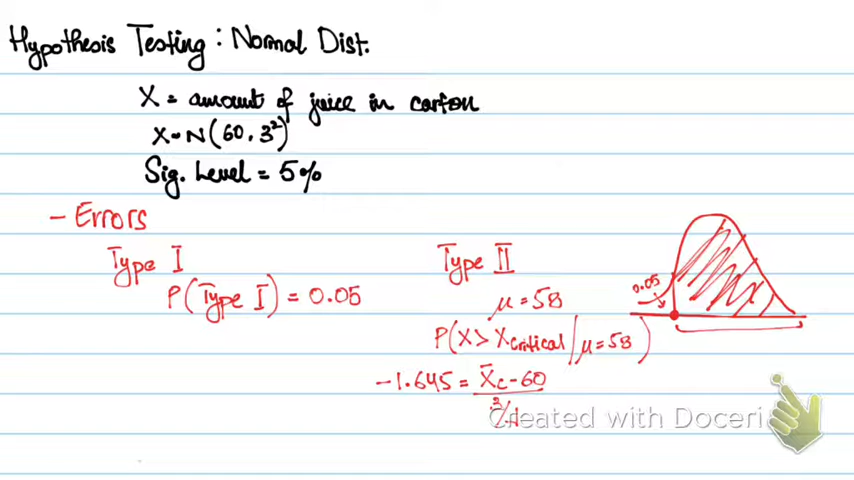 Hypothesis Testing : Normal Dist.
X = amount of juice in carton
X ~ N(60, 3²)
Sig. Level = 5%
- Errors
Type I
P(Type I) = 0.05
Type II
μ = 58
P(X > Xcritical / μ = 58)
-1.645 = X̄c - 60
3/
0.05
Created with Doceri